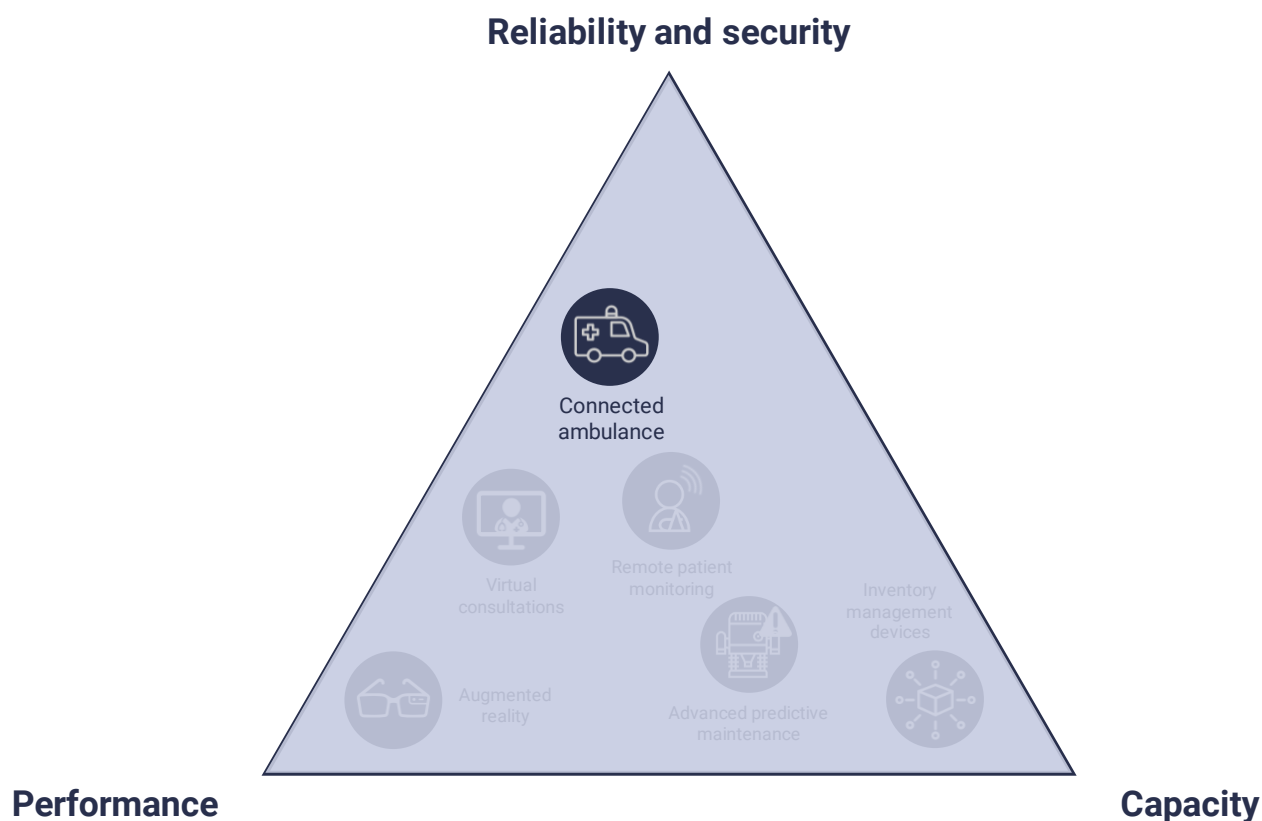 Reliability and security
Connected
ambulance
Virtual
consultations
Remote patient
monitoring
Inventory
management
devices
Augmented
reality
Advanced predictive
maintenance
Performance
Capacity